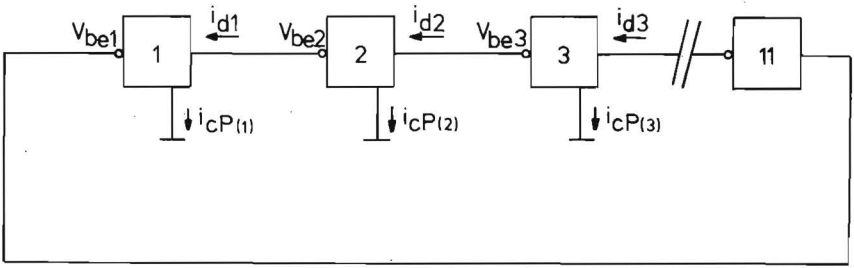 Vbe1 1 id1 Vbe2 2 id2 Vbe3 3 id3 11
icP(1) icP(2) icP(3)